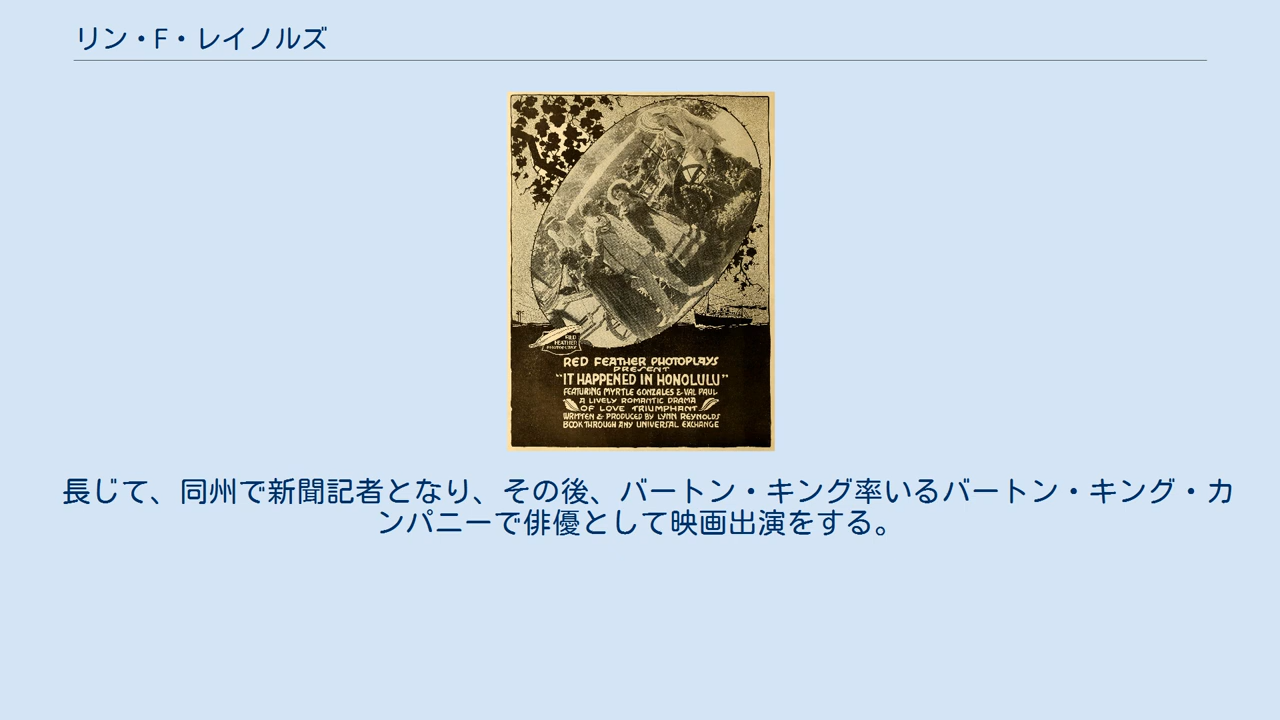 リン・F・レイノルズ
RED
FEATHER
PHOTOPLAY
RED FEATHER PHOTOPLAYS
PRESENT
"IT HAPPENED IN HONOLULU"
FEATURING MYRTLE GONZALES & VAL PAUL
A LIVELY ROMANTIC DRAMA
OF LOVE TRIUMPHANT
WRITTEN & PRODUCED BY LYNN REYNOLDS
BOOK THROUGH ANY UNIVERSAL EXCHANGE
長じて、同州で新聞記者となり、その後、バートン・キング率いるバートン・キング・カ
ンパニーで俳優として映画出演をする。